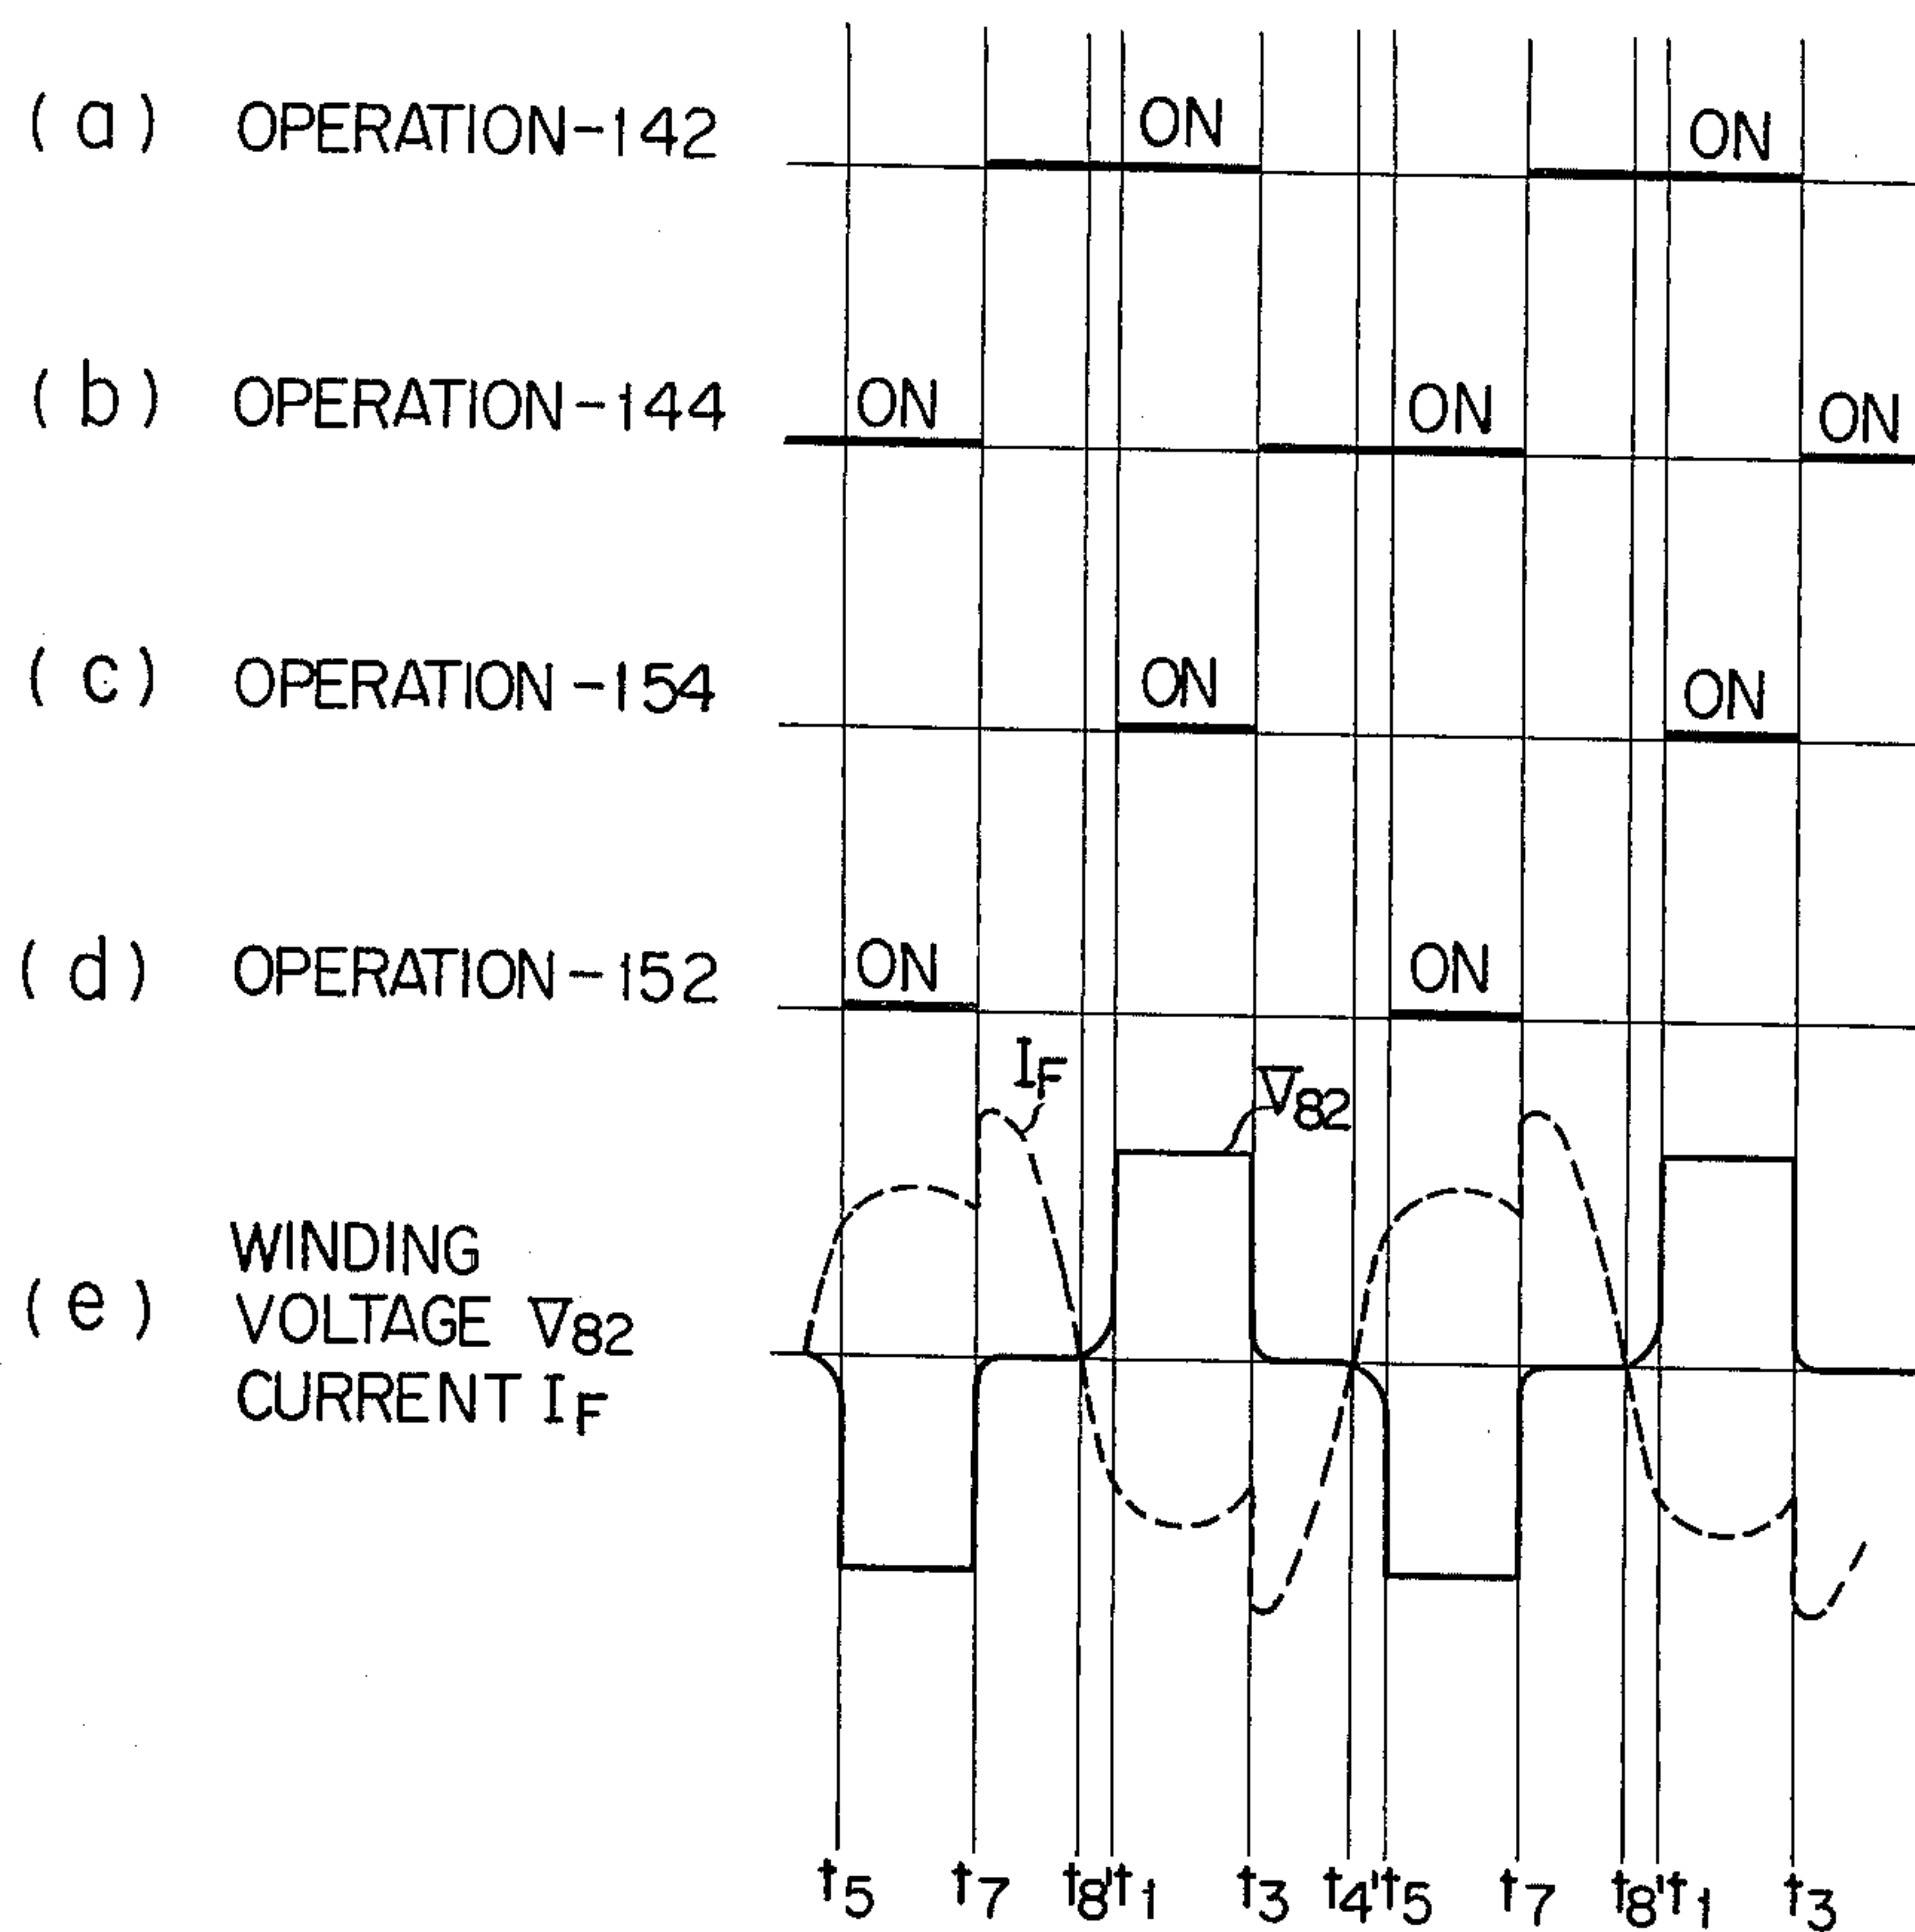 (a) OPERATION-142 ON ON
(b) OPERATION-144 ON ON ON
(c) OPERATION-154 ON ON
(d) OPERATION-152 ON ON
IF V82
(e) WINDING
VOLTAGE V82
CURRENT IF
t5 t7 t8' t1 t3 t4' t5 t7 t8' t1 t3